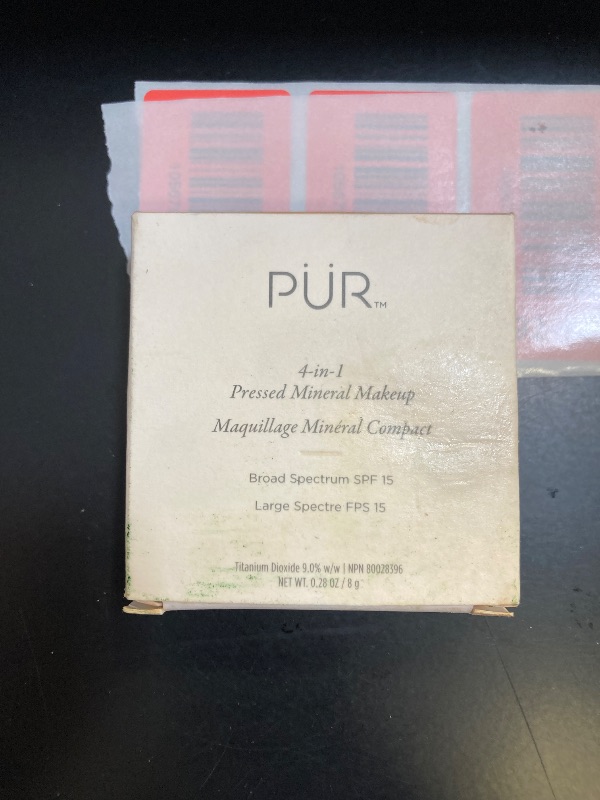 PÜR™
4-in-1
Pressed Mineral Makeup
Maquillage Minéral Compact
Broad Spectrum SPF 15
Large Spectre FPS 15
Titanium Dioxide 9.0% w/w | NPN 80028396
NET WT. 0.28 OZ / 8 g